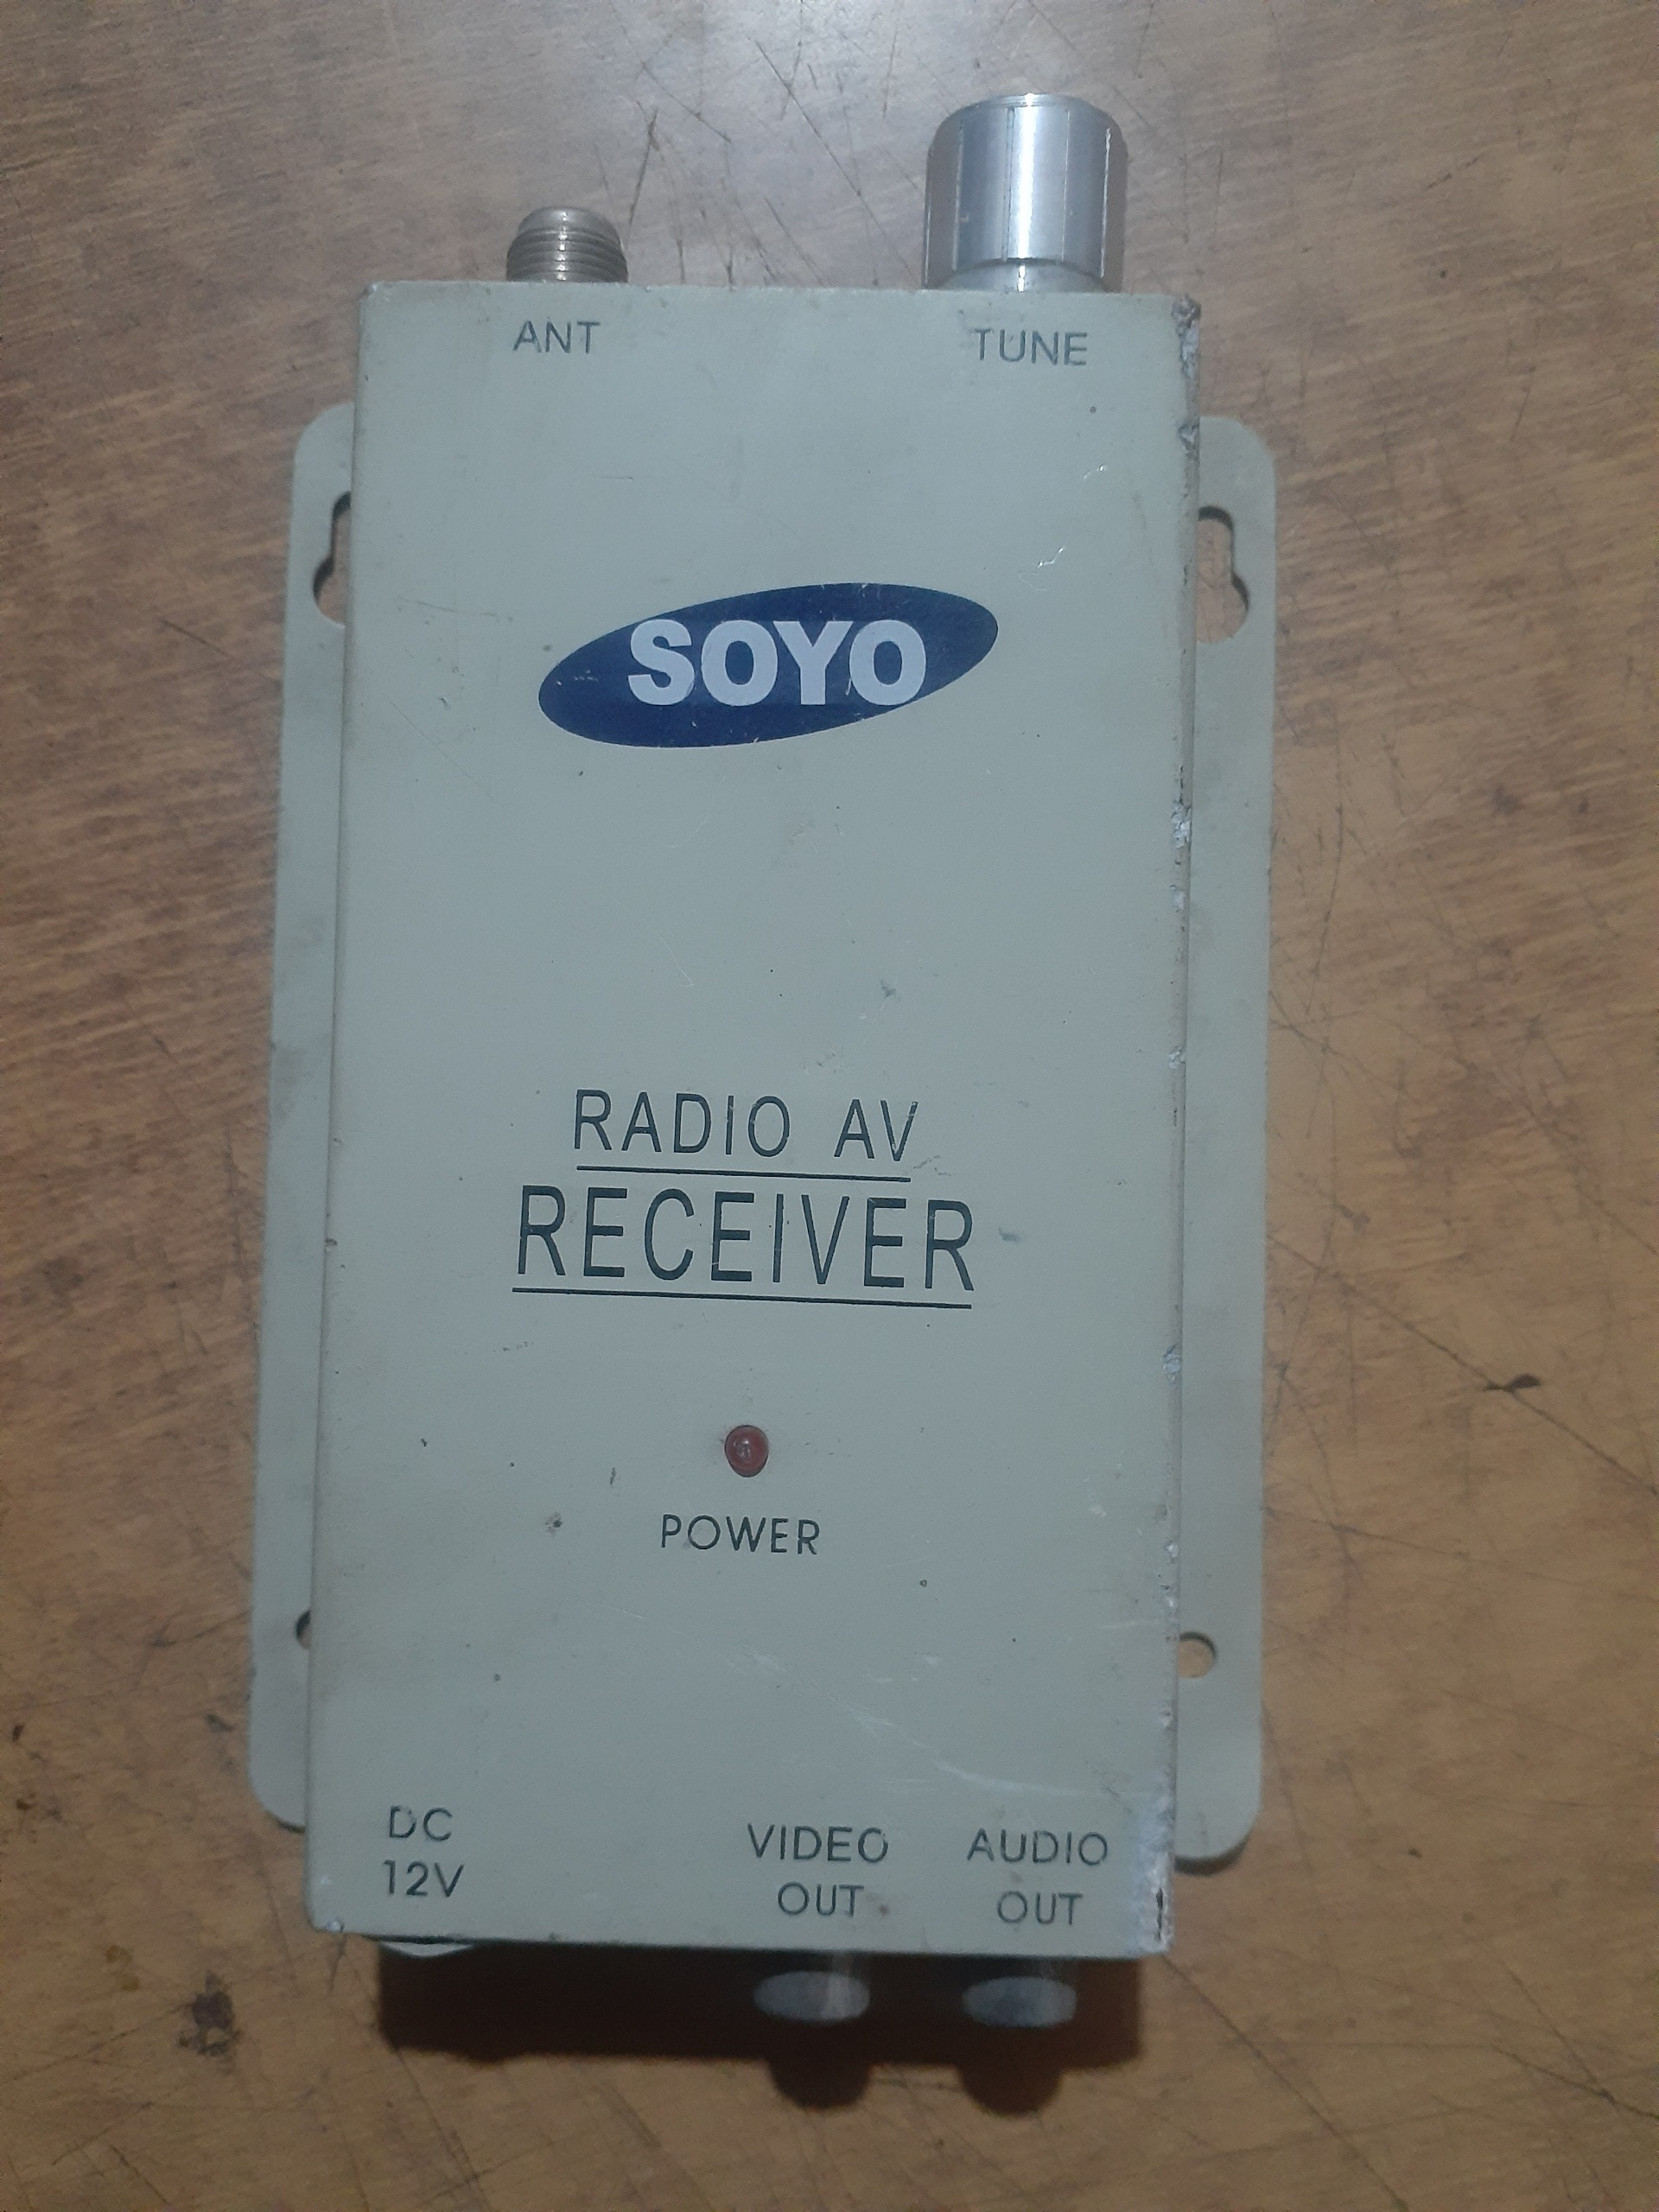 ANT
TUNE
SOYO
RADIO AV
RECEIVER
POWER
DC
12V
VIDEO
OUT
AUDIO
OUT